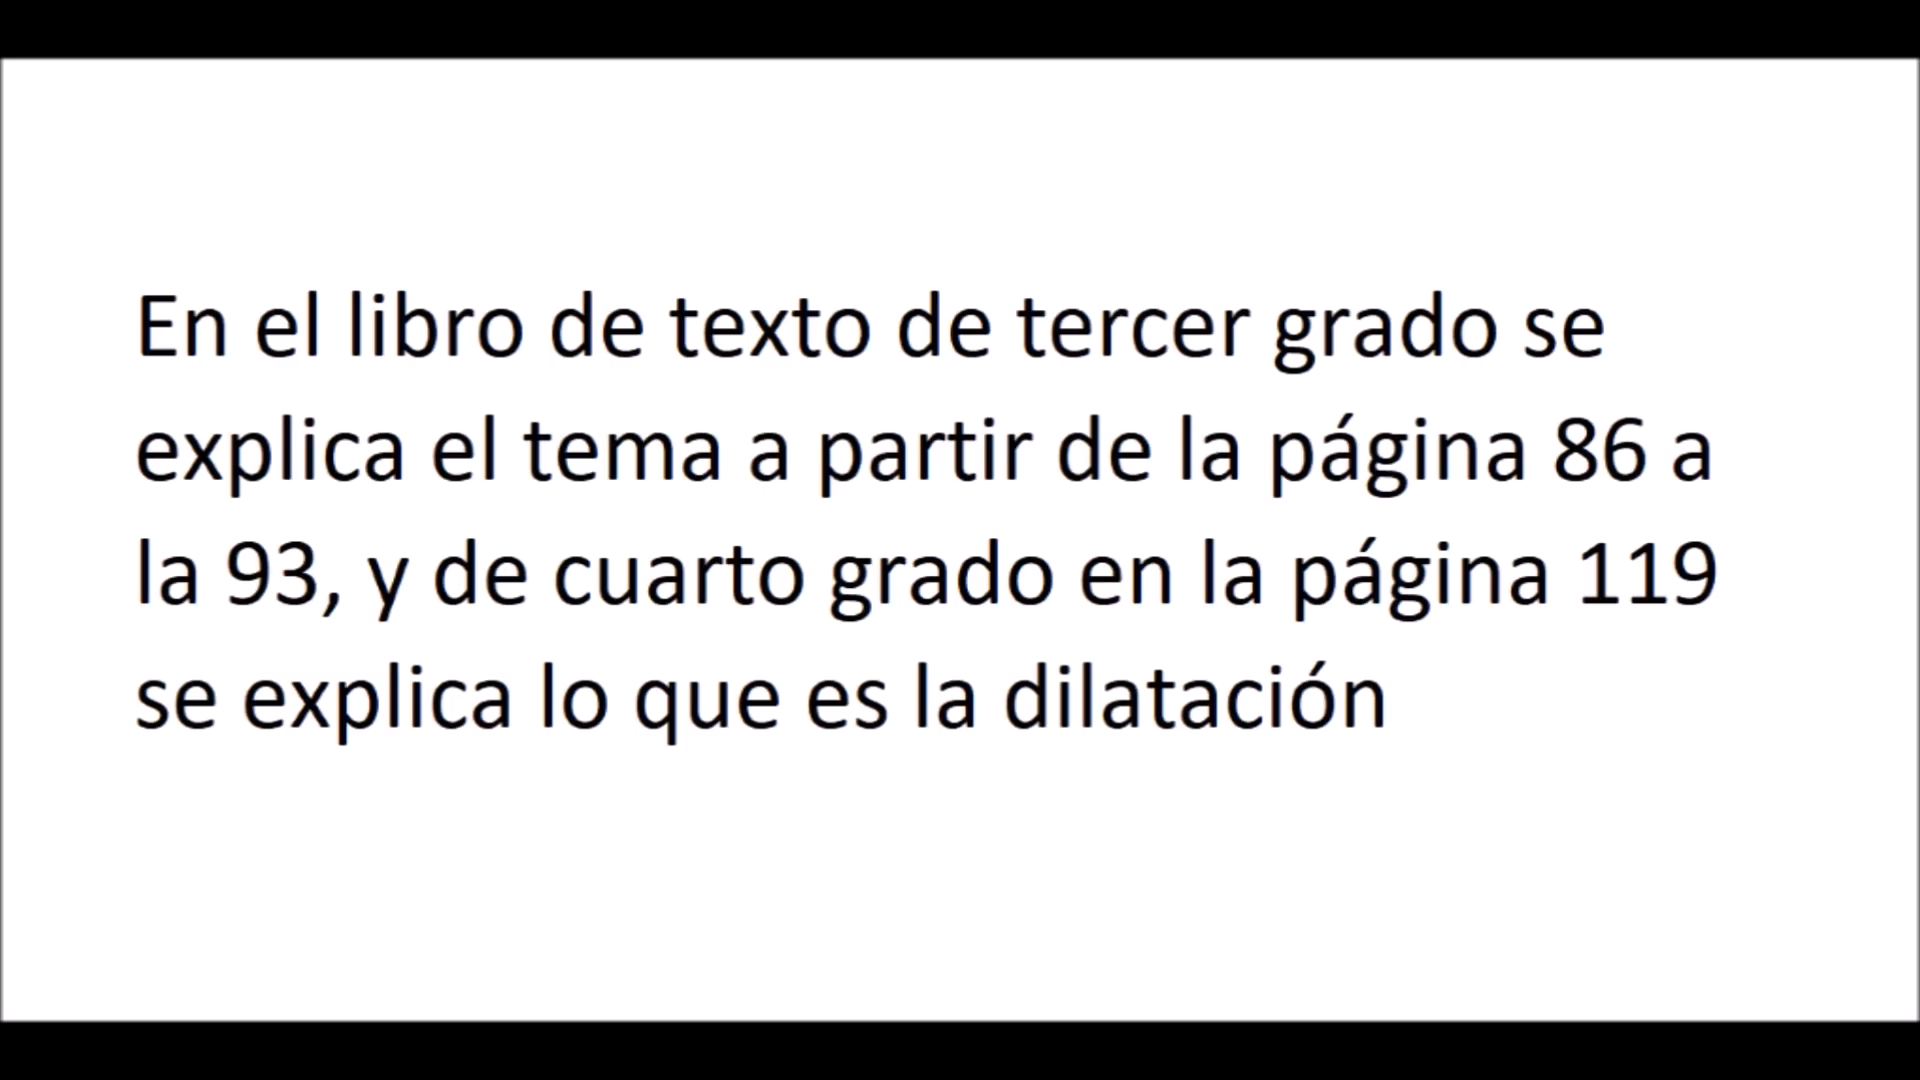 En el libro de texto de tercer grado se
explica el tema a partir de la página 86 a
la 93, y de cuarto grado en la página 119
se explica lo que es la dilatación